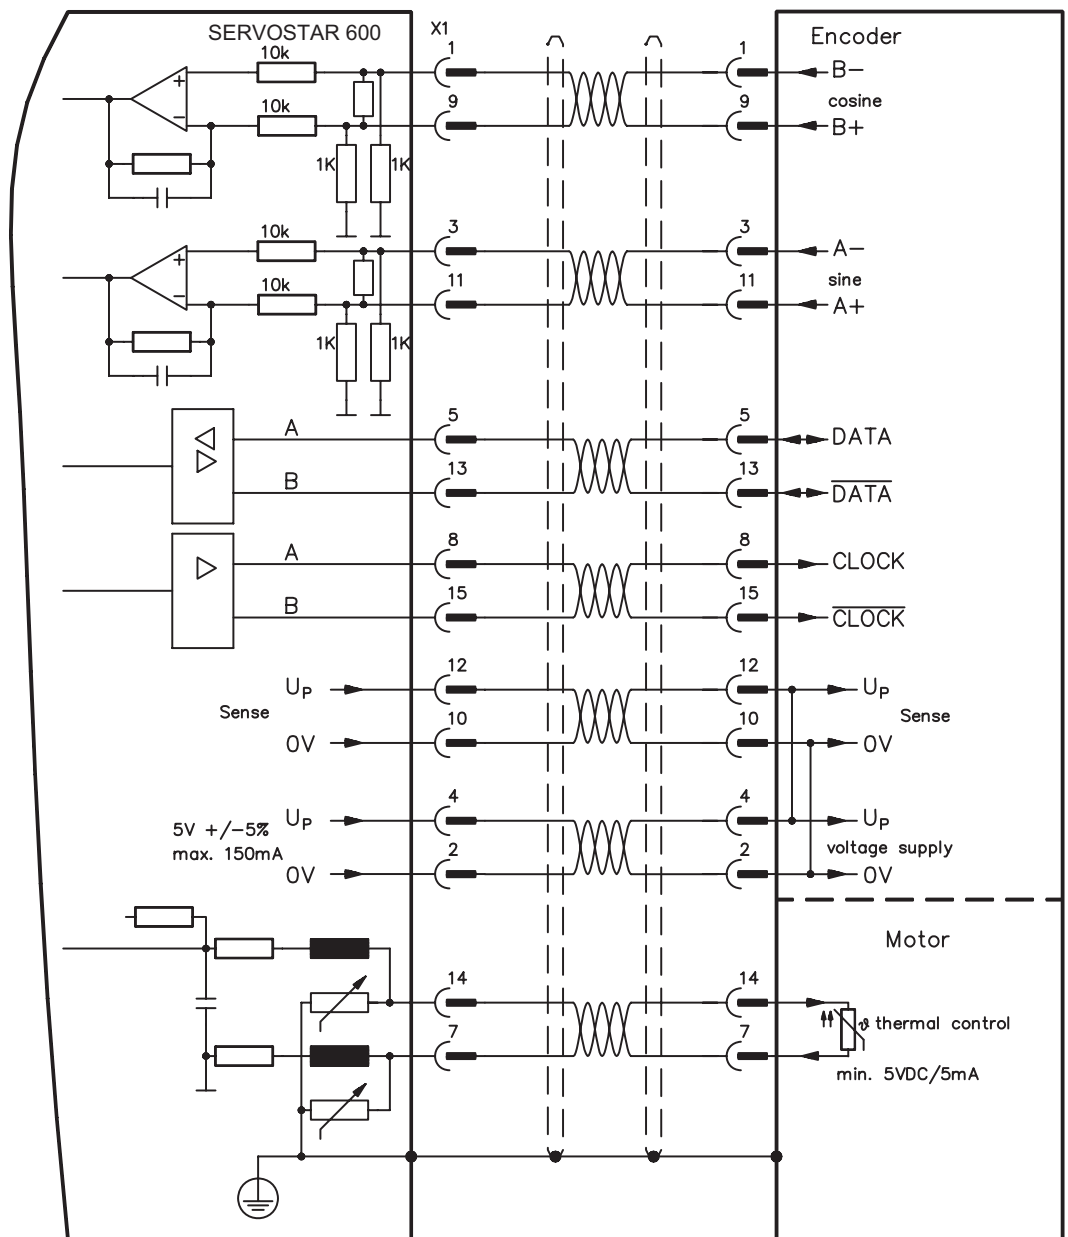 SERVOSTAR 600
X1
Encoder
10k
1
1
B−
+
cosine
10k
9
9
B+
−
1K
1K
10k
3
3
A−
+
sine
10k
11
11
A+
−
1K
1K
A
5
5
DATA
B
13
13
DATA
A
8
8
CLOCK
B
15
15
CLOCK
UP
12
12
UP
Sense
Sense
0V
10
10
0V
5V +/−5%
UP
4
4
UP
max. 150mA
voltage supply
0V
2
2
0V
Motor
14
14
ϑ thermal control
7
7
min. 5VDC/5mA